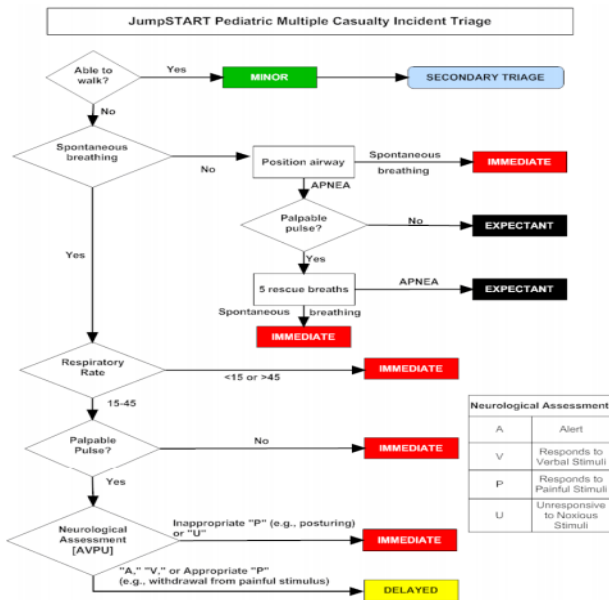 JumpSTART Pediatric Multiple Casualty Incident Triage
Able to
walk?
Yes
MINOR
SECONDARY TRIAGE
No
Spontaneous
breathing
No
Position airway
Spontaneous
breathing
IMMEDIATE
APNEA
Palpable
pulse?
No
EXPECTANT
Yes
Yes
5 rescue breaths
APNEA
EXPECTANT
Spontaneous
breathing
IMMEDIATE
Respiratory
Rate
<15 or >45
IMMEDIATE
15-45
Palpable
Pulse?
No
IMMEDIATE
Yes
Neurological
Assessment
[AVPU]
Inappropriate "P" (e.g., posturing)
or "U"
IMMEDIATE
"A," "V," or Appropriate "P"
(e.g., withdrawal from painful stimulus)
DELAYED
Neurological Assessment
A
Alert
V
Responds to
Verbal Stimuli
P
Responds to
Painful Stimuli
U
Unresponsive
to Noxious
Stimuli